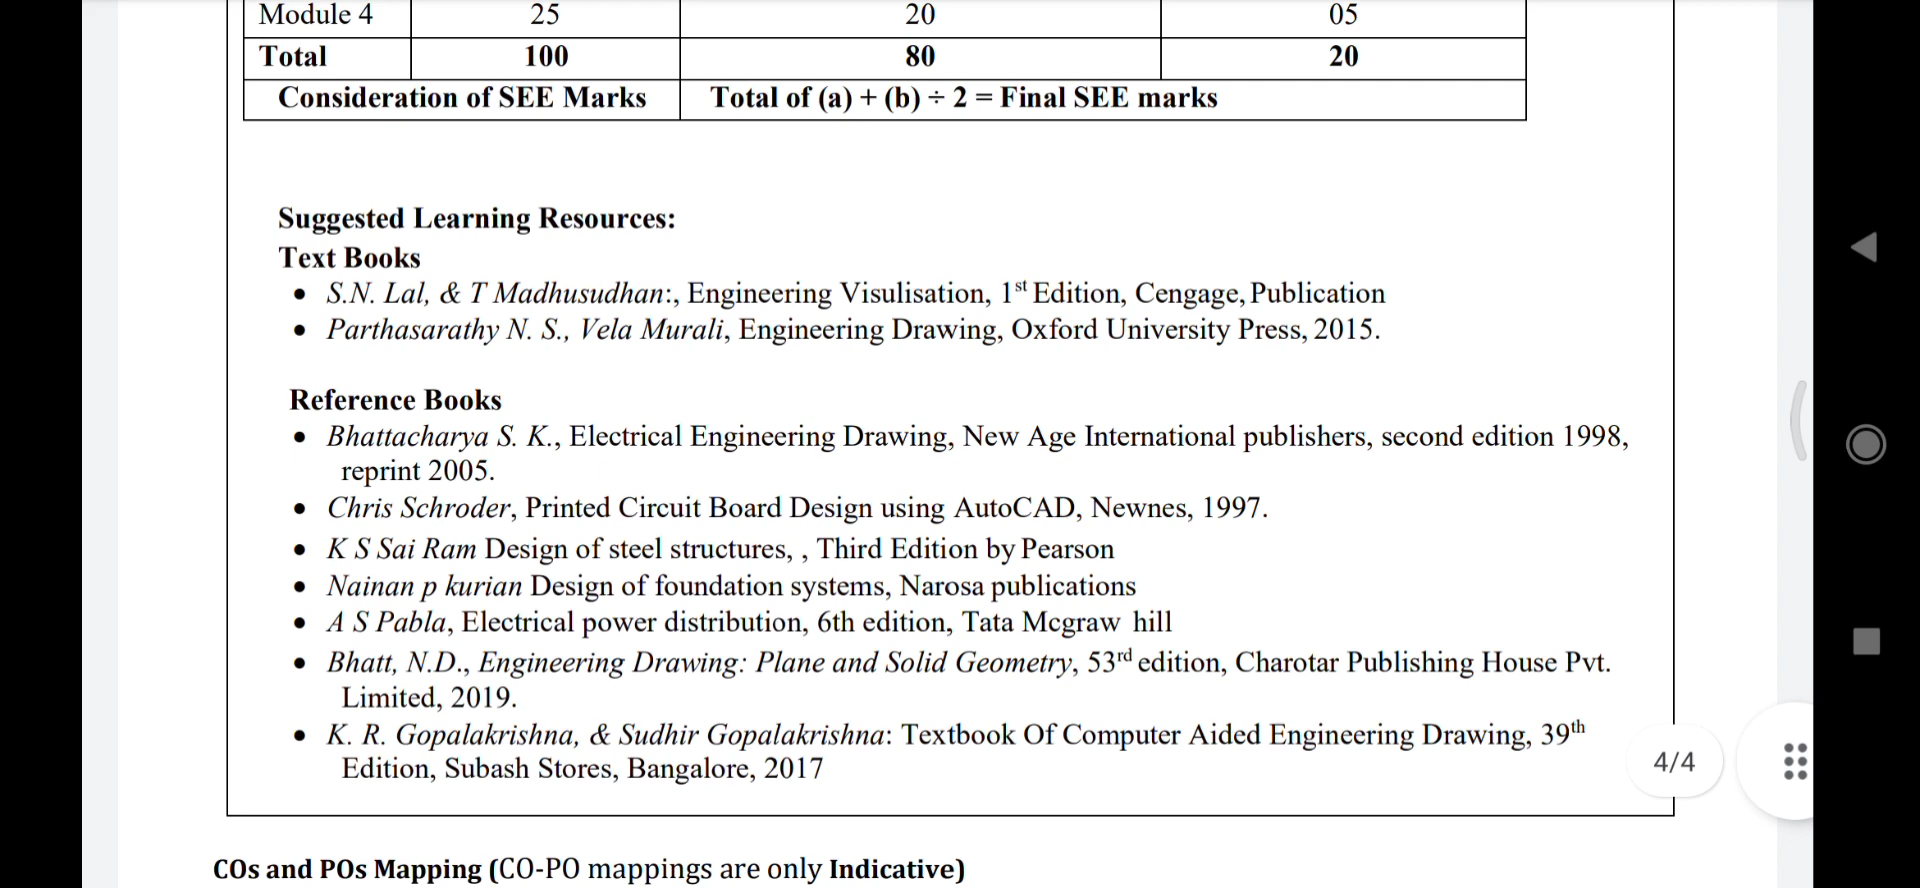 Module 4 25 20 05
Total 100 80 20
Consideration of SEE Marks Total of (a) + (b) ÷ 2 = Final SEE marks
Suggested Learning Resources:
Text Books
• S.N. Lal, & T Madhusudhan:, Engineering Visulisation, 1st Edition, Cengage, Publication
• Parthasarathy N. S., Vela Murali, Engineering Drawing, Oxford University Press, 2015.
Reference Books
• Bhattacharya S. K., Electrical Engineering Drawing, New Age International publishers, second edition 1998,
reprint 2005.
• Chris Schroder, Printed Circuit Board Design using AutoCAD, Newnes, 1997.
• K S Sai Ram Design of steel structures, , Third Edition by Pearson
• Nainan p kurian Design of foundation systems, Narosa publications
• A S Pabla, Electrical power distribution, 6th edition, Tata Mcgraw hill
• Bhatt, N.D., Engineering Drawing: Plane and Solid Geometry, 53rd edition, Charotar Publishing House Pvt.
Limited, 2019.
• K. R. Gopalakrishna, & Sudhir Gopalakrishna: Textbook Of Computer Aided Engineering Drawing, 39th
Edition, Subash Stores, Bangalore, 2017
4/4
COs and POs Mapping (CO-PO mappings are only Indicative)